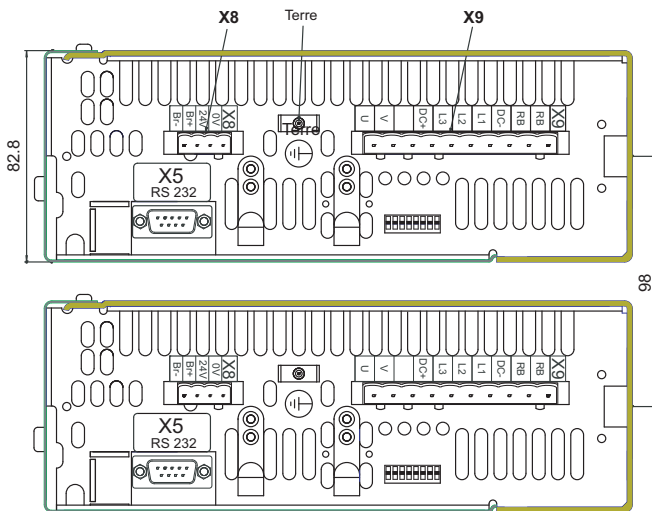 X8 Terre X9
82.8
Br- Br+ 24V 0V X8
Terre
U V DC+ L3 L2 L1 DC- RB RB X9
X5
RS 232
98
Br- Br+ 24V 0V X8
U V DC+ L3 L2 L1 DC- RB RB X9
X5
RS 232